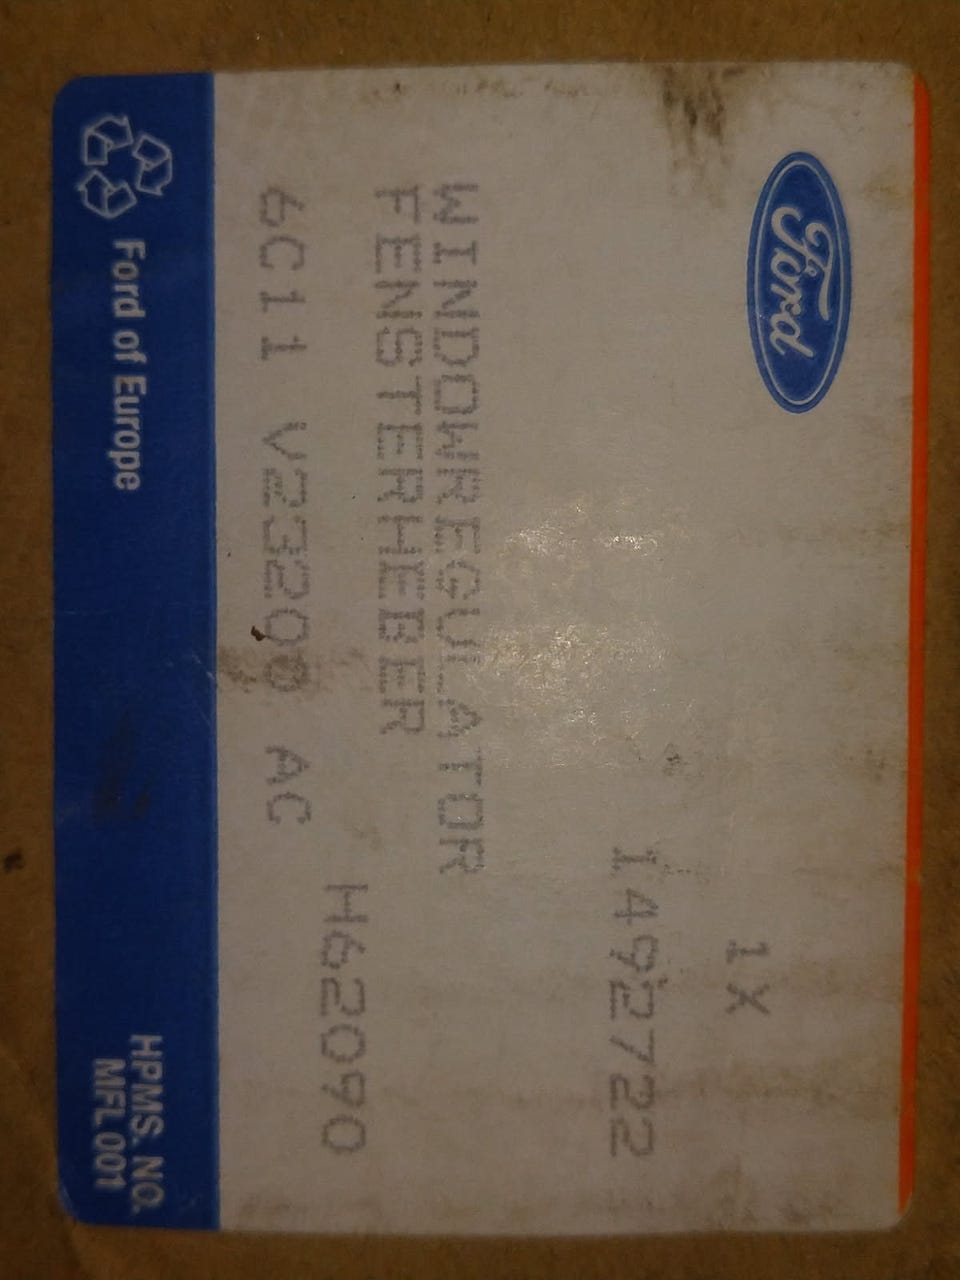 Ford
1X
1492722
WINDOWREGULATOR
FENSTERHEBER
H62090
6C11 V23200 AC
Ford of Europe
HPMS. NO.
MFL 001